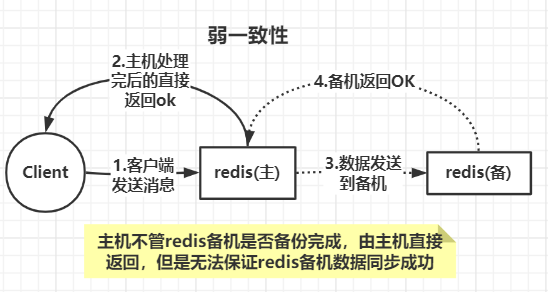 弱一致性
2.主机处理
完后的直接
返回ok
4.备机返回OK
Client
1.客户端
发送消息
redis(主)
3.数据发送
到备机
redis(备)
主机不管redis备机是否备份完成，由主机直接
返回，但是无法保证redis备机数据同步成功